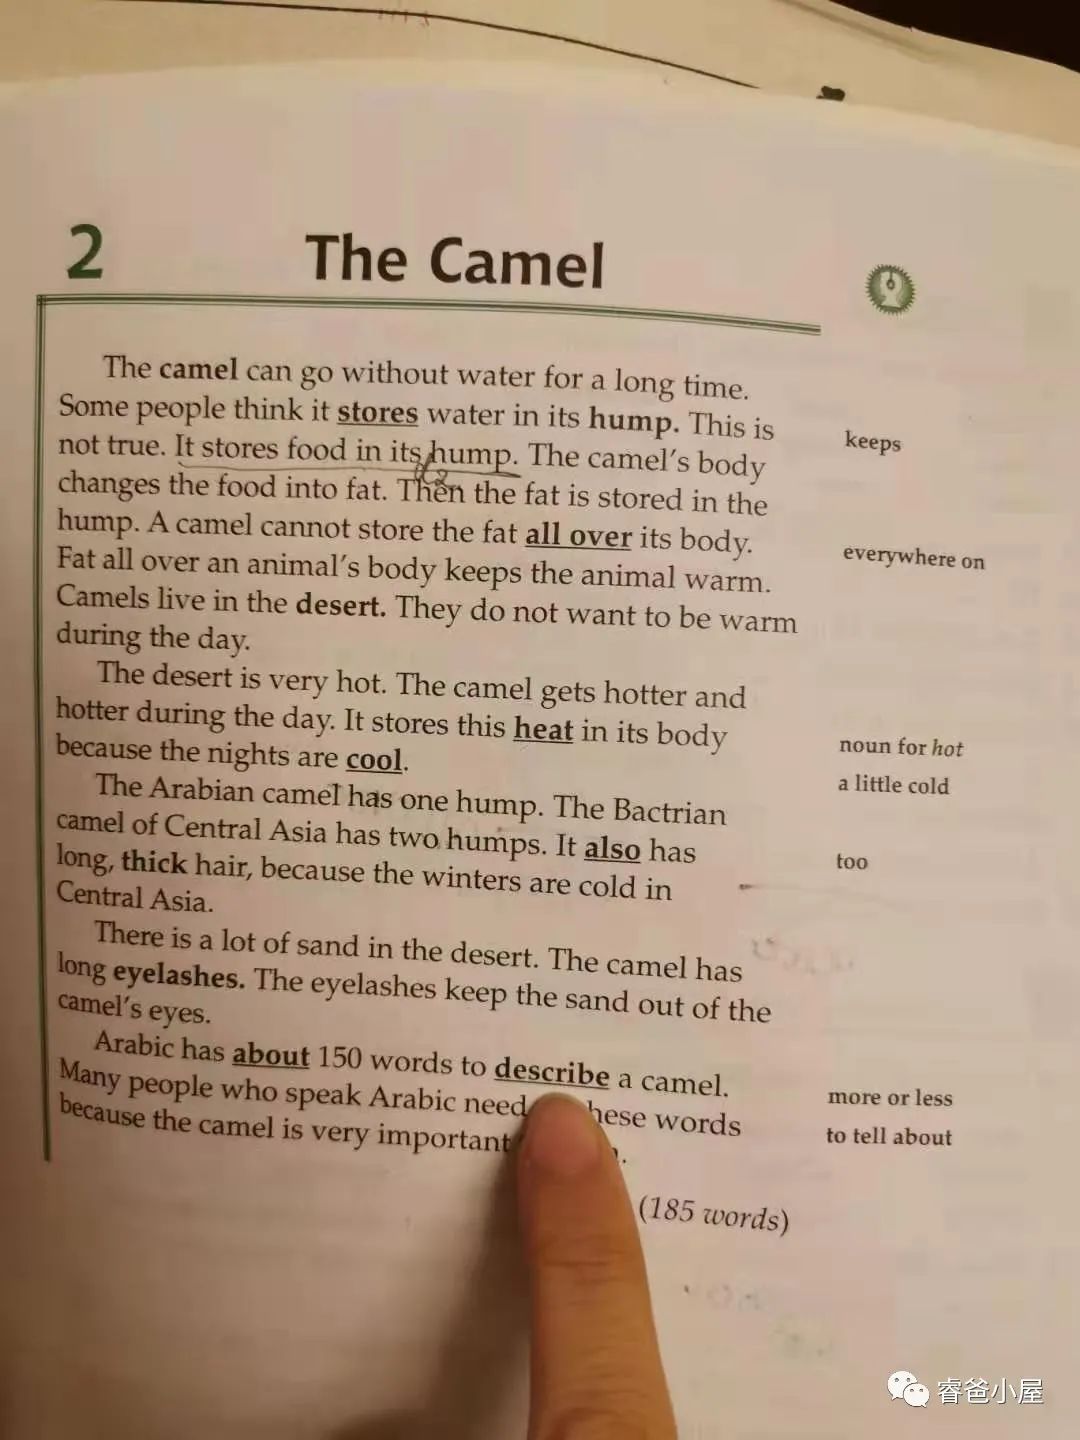 2
The Camel
The camel can go without water for a long time.
Some people think it stores water in its hump. This is
keeps
not true. It stores food in its hump. The camel's body
changes the food into fat. Then the fat is stored in the
hump. A camel cannot store the fat all over its body.
everywhere on
Fat all over an animal's body keeps the animal warm.
Camels live in the desert. They do not want to be warm
during the day.
The desert is very hot. The camel gets hotter and
hotter during the day. It stores this heat in its body
noun for hot
because the nights are cool.
a little cold
The Arabian camel has one hump. The Bactrian
camel of Central Asia has two humps. It also has
too
long, thick hair, because the winters are cold in
Central Asia.
There is a lot of sand in the desert. The camel has
long eyelashes. The eyelashes keep the sand out of the
camel's eyes.
Arabic has about 150 words to describe a camel.
more or less
Many people who speak Arabic need hese words
to tell about
because the camel is very important
(185 words)
睿爸小屋